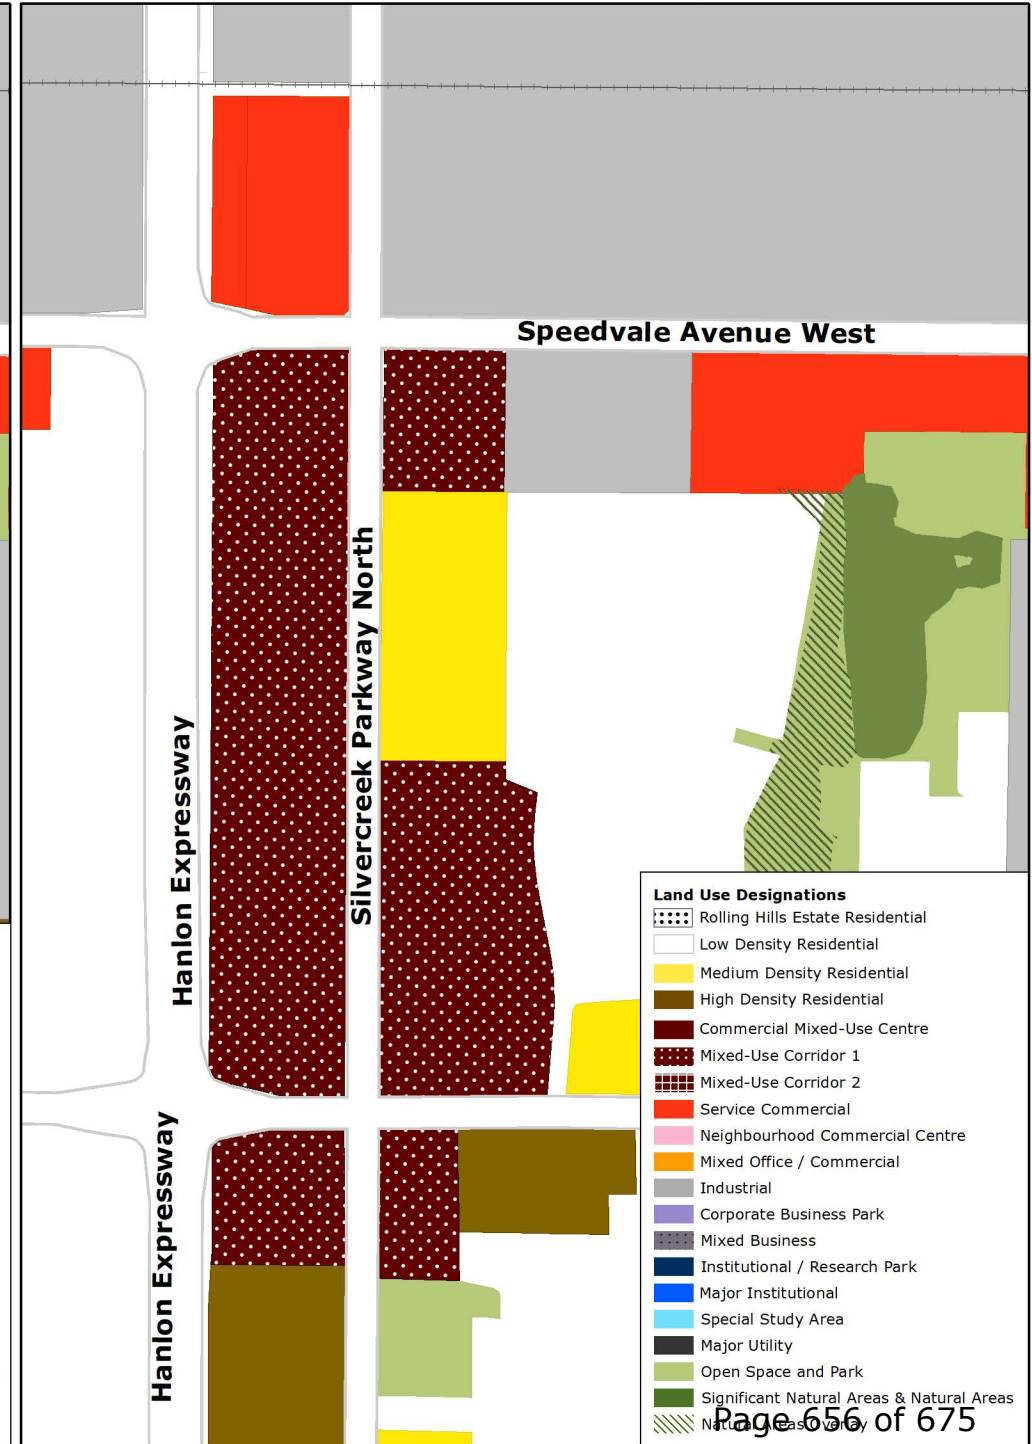 Speedvale Avenue West
Silvercreek Parkway North
Hanlon Expressway
Hanlon Expressway
Land Use Designations
Rolling Hills Estate Residential
Low Density Residential
Medium Density Residential
High Density Residential
Commercial Mixed-Use Centre
Mixed-Use Corridor 1
Mixed-Use Corridor 2
Service Commercial
Neighbourhood Commercial Centre
Mixed Office / Commercial
Industrial
Corporate Business Park
Mixed Business
Institutional / Research Park
Major Institutional
Special Study Area
Major Utility
Open Space and Park
Significant Natural Areas & Natural Areas
Natural Areas Overlay
Page 656 of 675